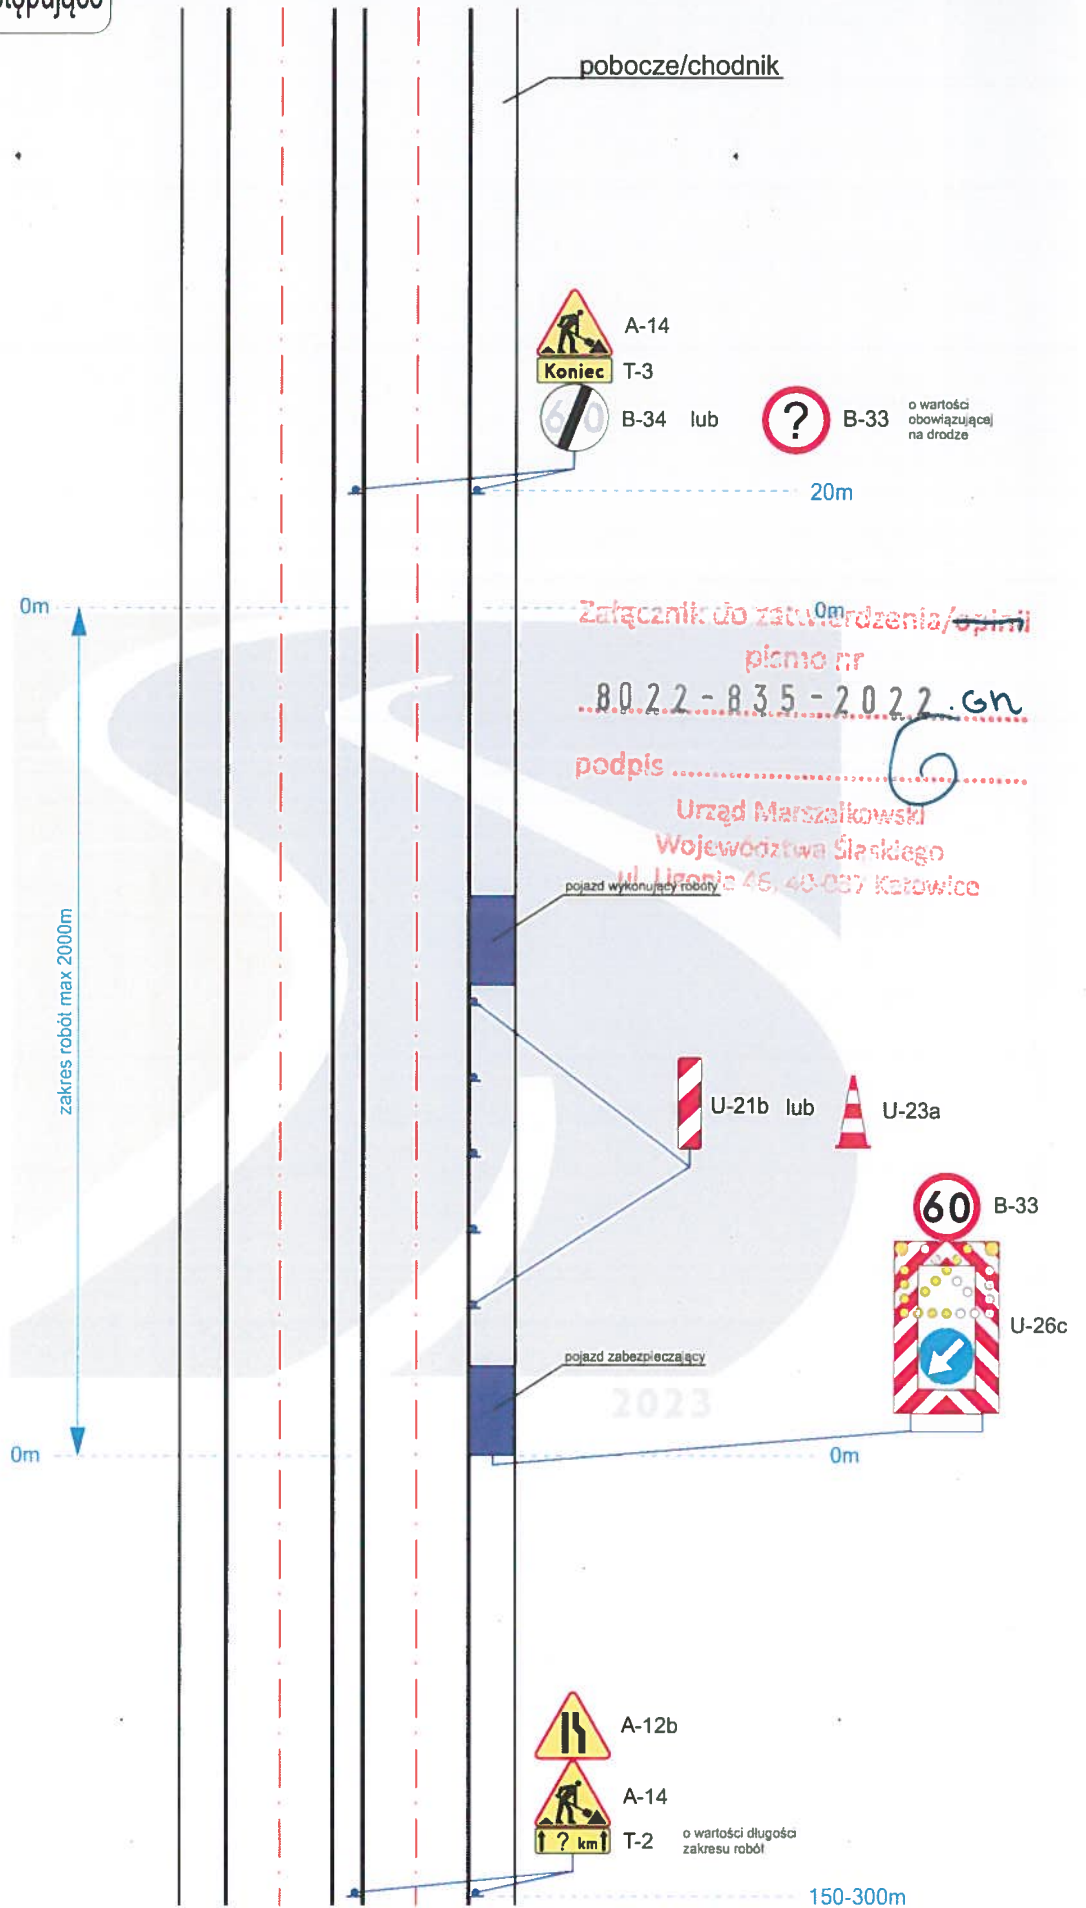 pobocze/chodnik
A-14
Koniec T-3
60 B-34 lub ? B-33 o wartości
obowiązującej
na drodze
20m
0m 0m
Załącznik do zatwierdzenia/opinii
pismo nr
8022-835-2022.GN
podpis
Urząd Marszałkowski
Województwa Śląskiego
ul. Ligonia 46, 40-037 Katowice
pojazd wykonujący roboty
zakres robót max 2000m
U-21b lub U-23a
60 B-33
U-26c
pojazd zabezpieczający
2023
0m 0m
A-12b
A-14
? km T-2 o wartości długości
zakresu robót
150-300m